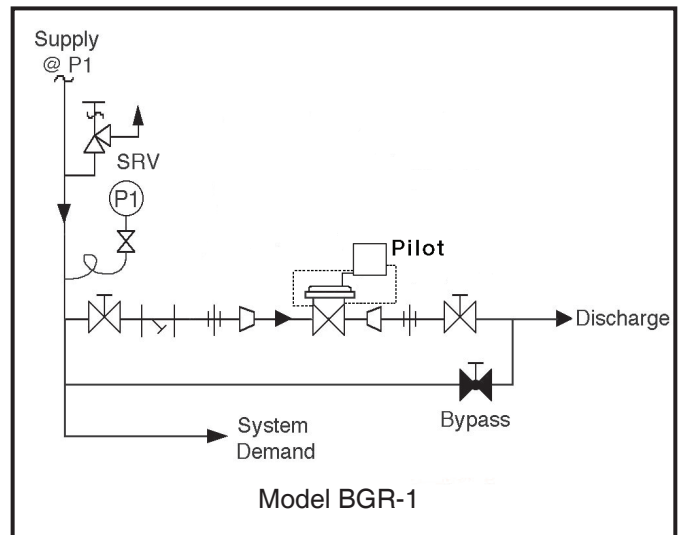 Supply
@ P1
SRV
P1
Pilot
Discharge
Bypass
System
Demand
Model BGR-1